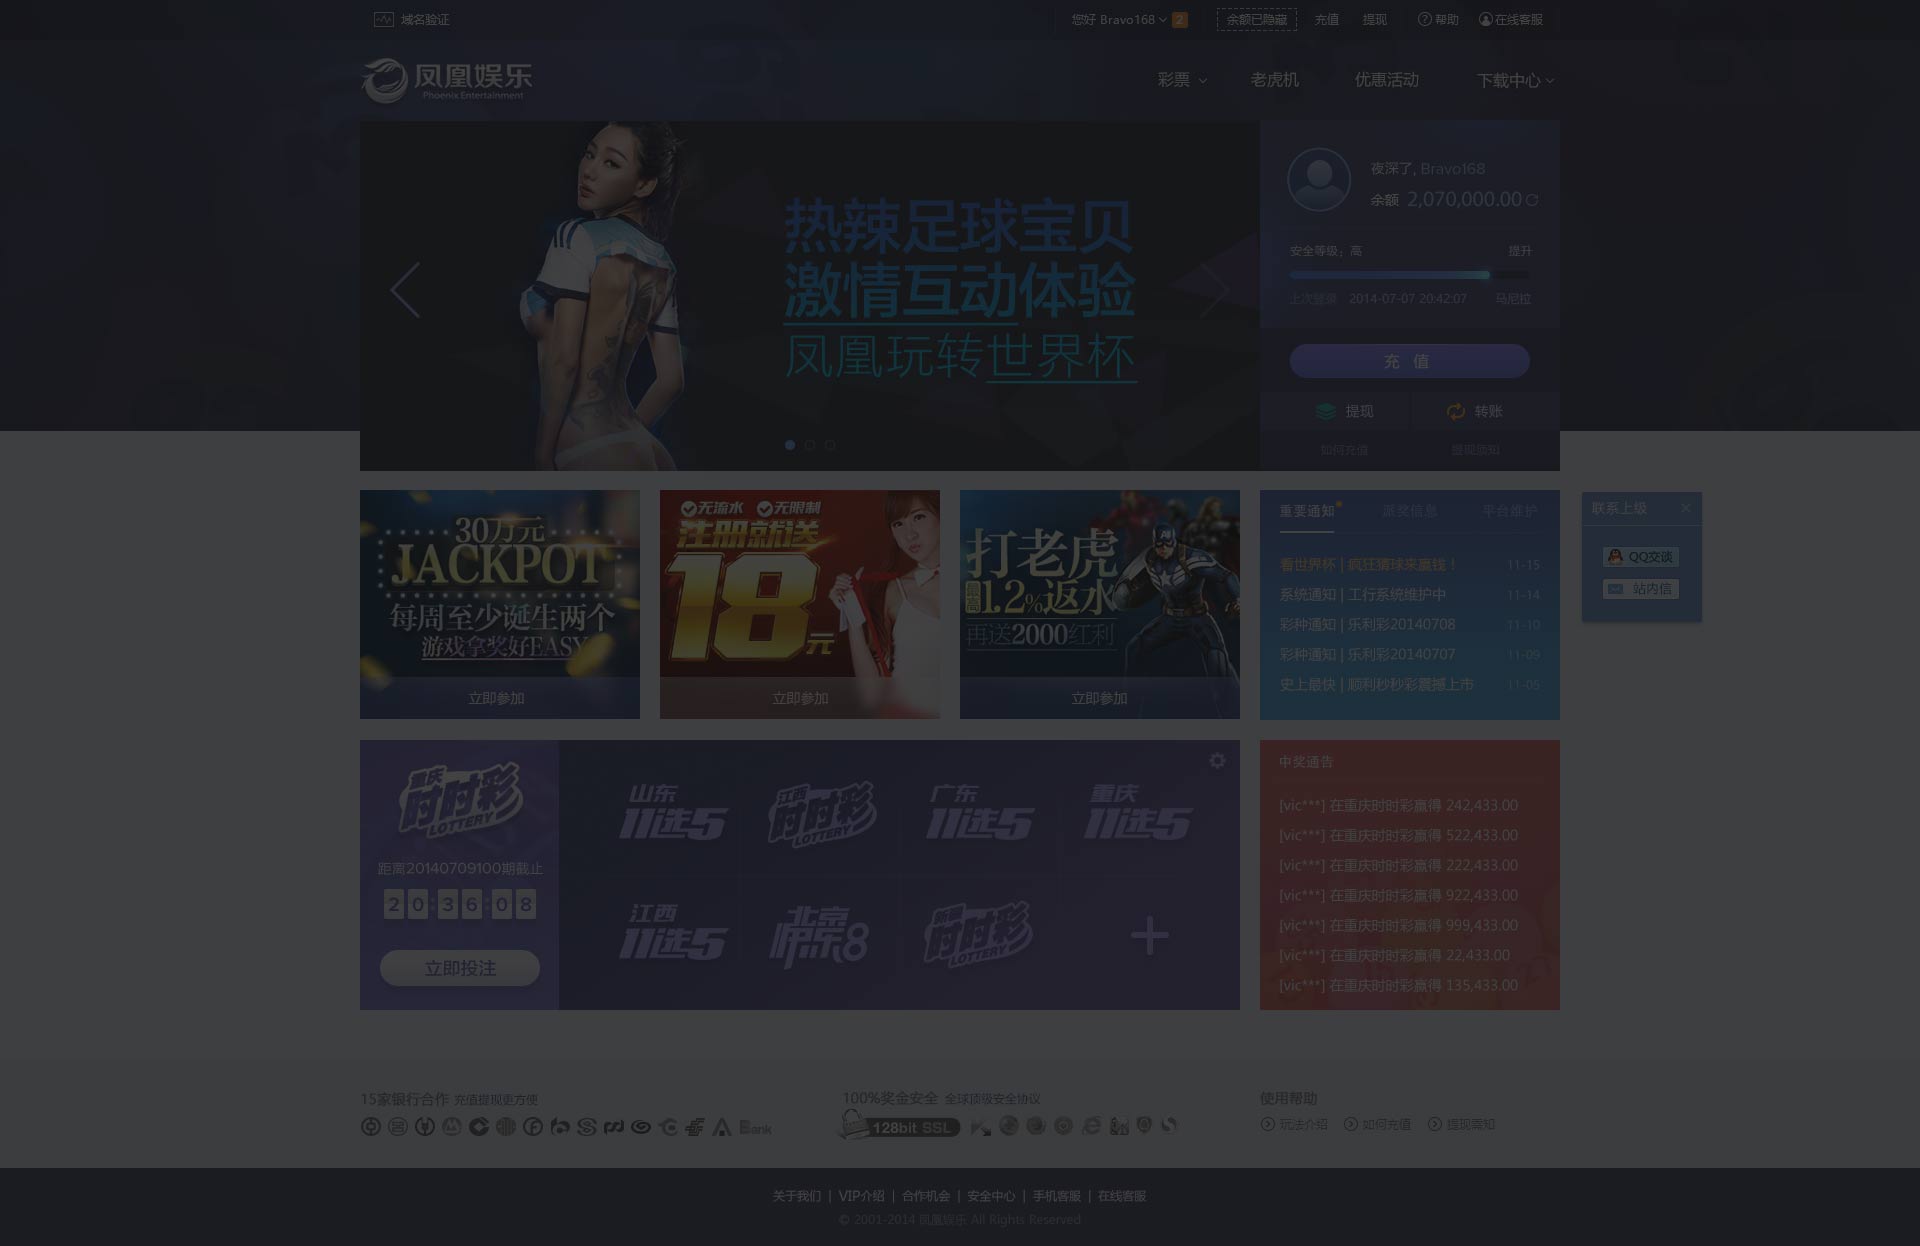 域名验证
您好 Bravo168 2 余额已隐藏 充值 提现 帮助 在线客服
凤凰娱乐
Phoenix Entertainment
彩票 老虎机 优惠活动 下载中心
热辣足球宝贝
激情互动体验
凤凰玩转世界杯
夜深了, Bravo168
余额 2,070,000.00
安全等级：高 提升
上次登录 2014-07-07 20:42:07 马尼拉
充 值
提现 转账
如何充值 提现须知
30万元
JACKPOT
每周至少诞生两个
游戏拿奖好EASY
立即参加
无流水 无限制
注册就送
18元
立即参加
打老虎
最高1.2%返水
再送2000红利
立即参加
重要通知 派奖信息 平台维护
看世界杯 | 疯狂猜球来赢钱！ 11-15
系统通知 | 工行系统维护中 11-14
彩种通知 | 乐利彩20140708 11-10
彩种通知 | 乐利彩20140707 11-09
史上最快 | 顺利秒秒彩震撼上市 11-05
联系上级
QQ交谈
站内信
重庆
时时彩
LOTTERY
距离20140709100期截止
20:36:08
立即投注
山东
11选5
江西
时时彩
LOTTERY
广东
11选5
重庆
11选5
江西
11选5
北京
快乐8
新疆
时时彩
LOTTERY
中奖通告
[vic***] 在重庆时时彩赢得 242,433.00
[vic***] 在重庆时时彩赢得 522,433.00
[vic***] 在重庆时时彩赢得 222,433.00
[vic***] 在重庆时时彩赢得 922,433.00
[vic***] 在重庆时时彩赢得 999,433.00
[vic***] 在重庆时时彩赢得 22,433.00
[vic***] 在重庆时时彩赢得 135,433.00
15家银行合作 充值提现更方便
Bank
100%奖金安全 全球顶级安全协议
128bit SSL
使用帮助
玩法介绍 如何充值 提现需知
关于我们 | VIP介绍 | 合作机会 | 安全中心 | 手机客服 | 在线客服
© 2001-2014 凤凰娱乐 All Rights Reserved